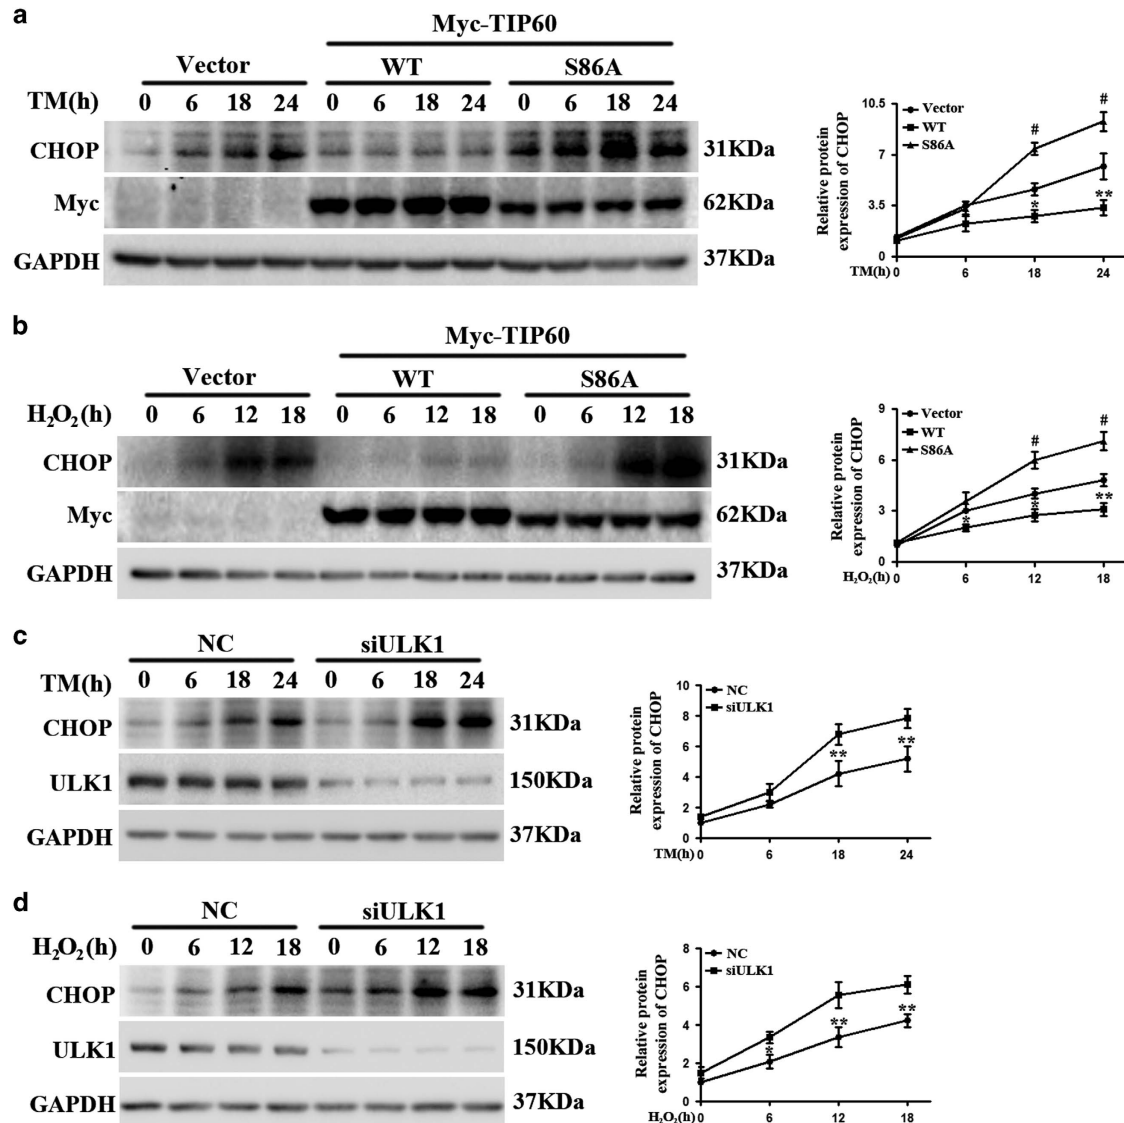 a
Myc-TIP60
Vector WT S86A
TM(h) 0 6 18 24 0 6 18 24 0 6 18 24
CHOP 31KDa
Myc 62KDa
GAPDH 37KDa
Relative protein
expression of CHOP
10.5
7
3.5
0
Vector
WT
S86A
# #
* **
TM(h) 0 6 18 24
b
Myc-TIP60
Vector WT S86A
H₂O₂(h) 0 6 12 18 0 6 12 18 0 6 12 18
CHOP 31KDa
Myc 62KDa
GAPDH 37KDa
Relative protein
expression of CHOP
9
6
3
0
Vector
WT
S86A
# #
* * **
H₂O₂(h) 0 6 12 18
c
NC siULK1
TM(h) 0 6 18 24 0 6 18 24
CHOP 31KDa
ULK1 150KDa
GAPDH 37KDa
Relative protein
expression of CHOP
10
8
6
4
2
0
NC
siULK1
** **
TM(h) 0 6 18 24
d
NC siULK1
H₂O₂(h) 0 6 12 18 0 6 12 18
CHOP 31KDa
ULK1 150KDa
GAPDH 37KDa
Relative protein
expression of CHOP
8
6
4
2
0
NC
siULK1
* ** **
H₂O₂(h) 0 6 12 18